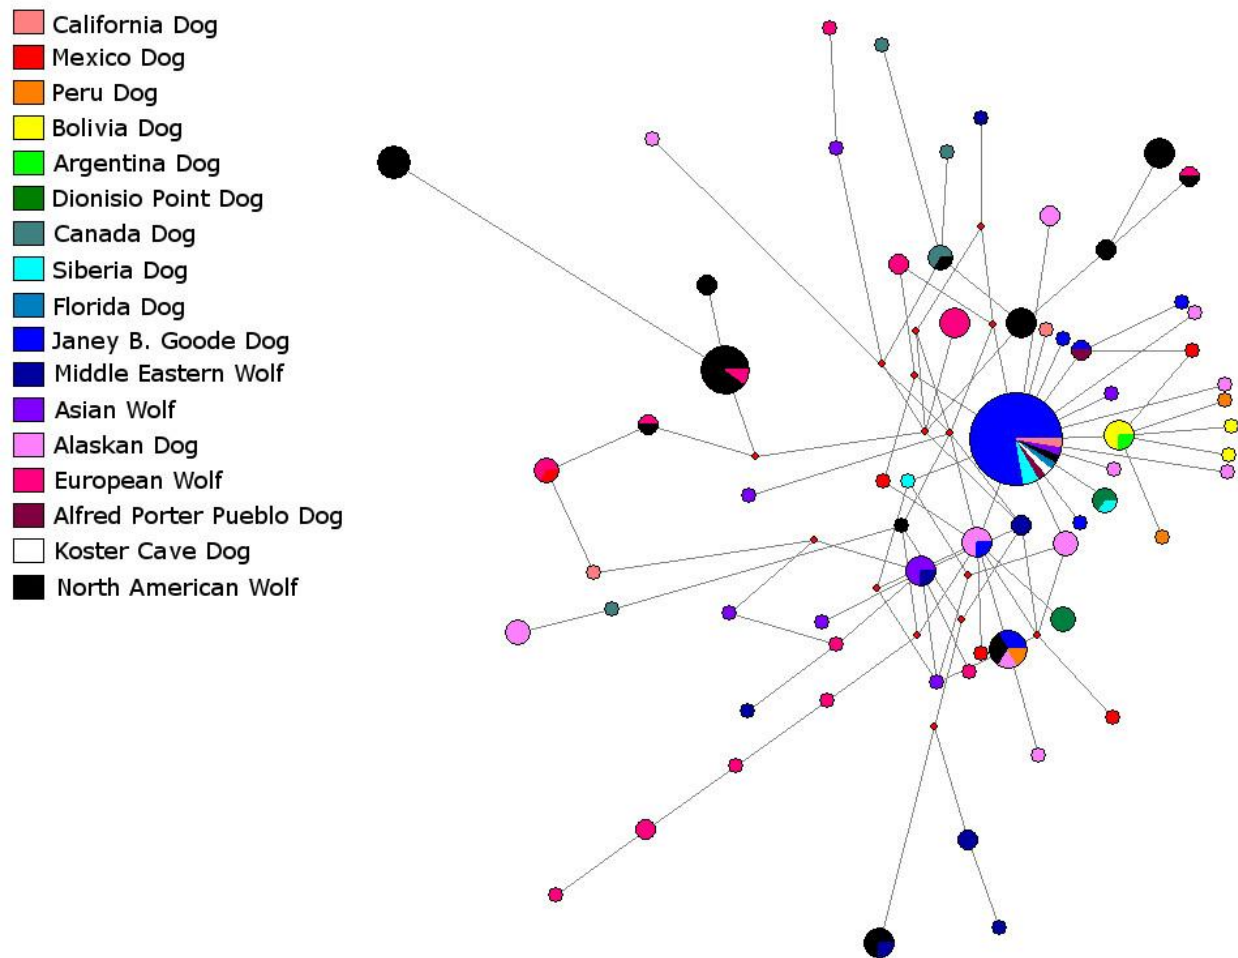 California Dog
Mexico Dog
Peru Dog
Bolivia Dog
Argentina Dog
Dionisio Point Dog
Canada Dog
Siberia Dog
Florida Dog
Janey B. Goode Dog
Middle Eastern Wolf
Asian Wolf
Alaskan Dog
European Wolf
Alfred Porter Pueblo Dog
Koster Cave Dog
North American Wolf